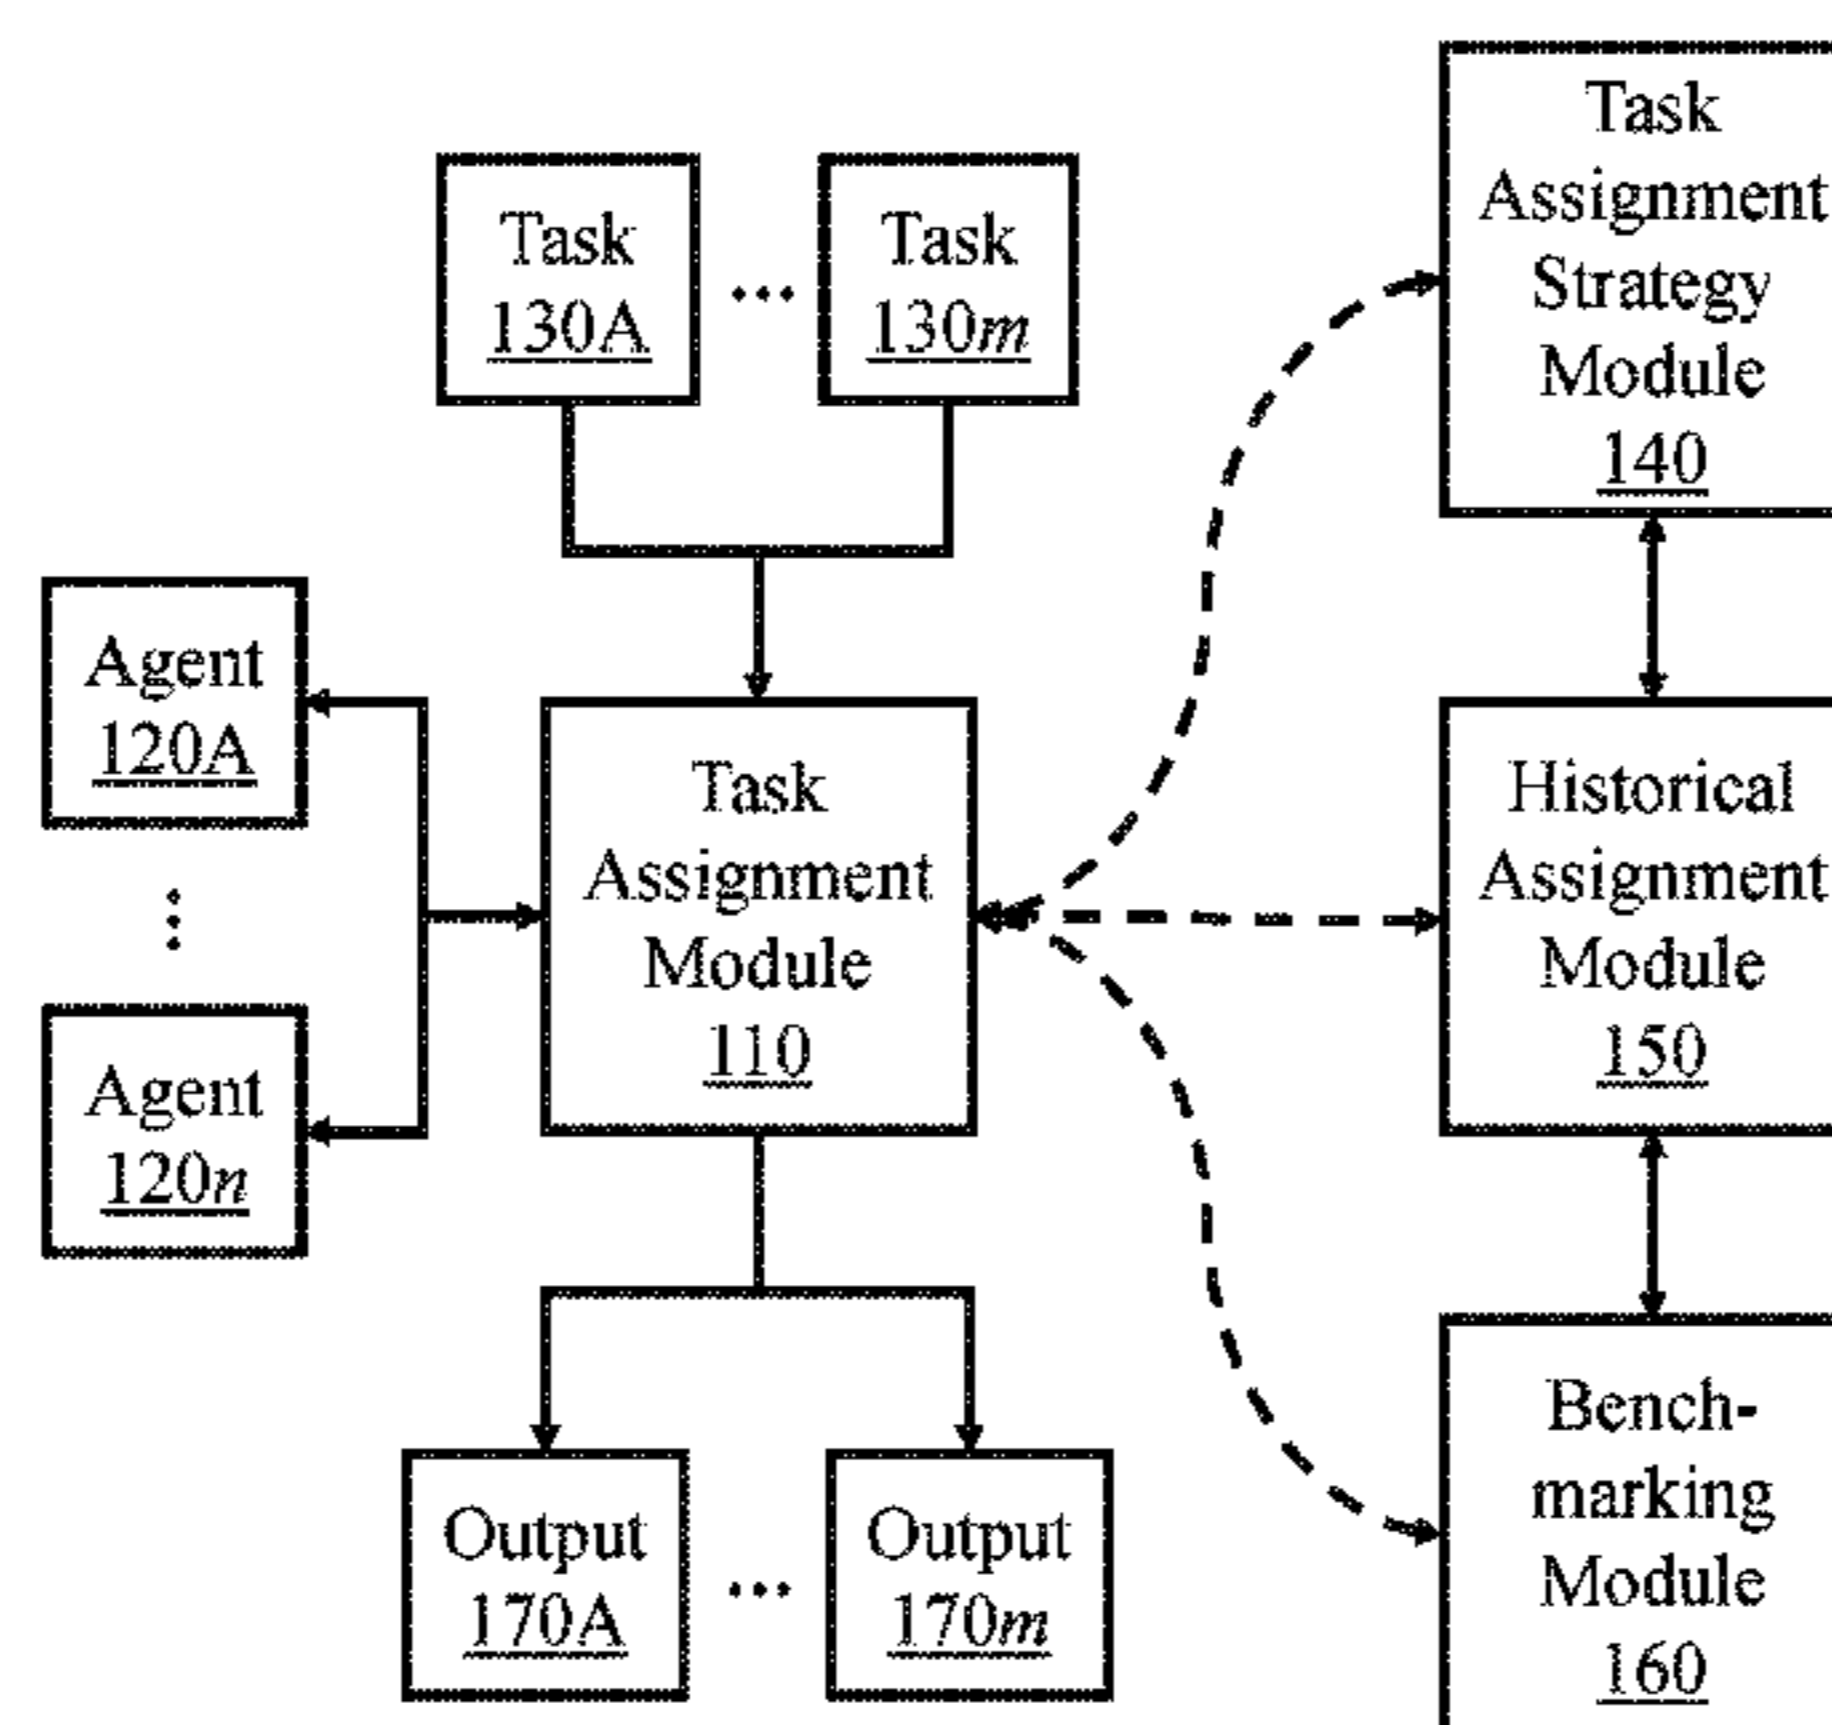 Task
130A
...
Task
130m
Task
Assignment
Strategy
Module
140
Agent
120A
...
Agent
120n
Task
Assignment
Module
110
Historical
Assignment
Module
150
Output
170A
...
Output
170m
Bench-
marking
Module
160